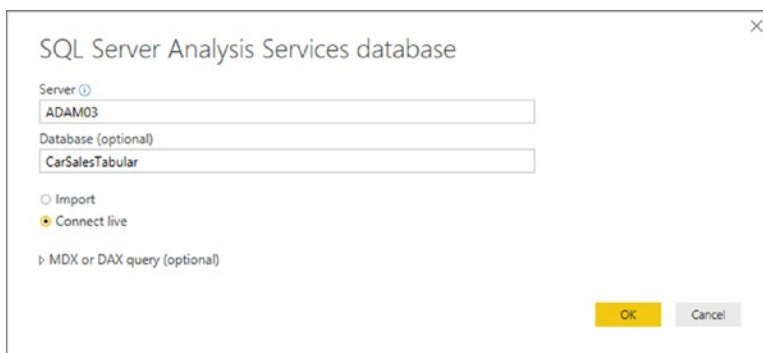 SQL Server Analysis Services database
Server
ADAM03
Database (optional)
CarSalesTabular
Import
Connect live
MDX or DAX query (optional)
OK Cancel